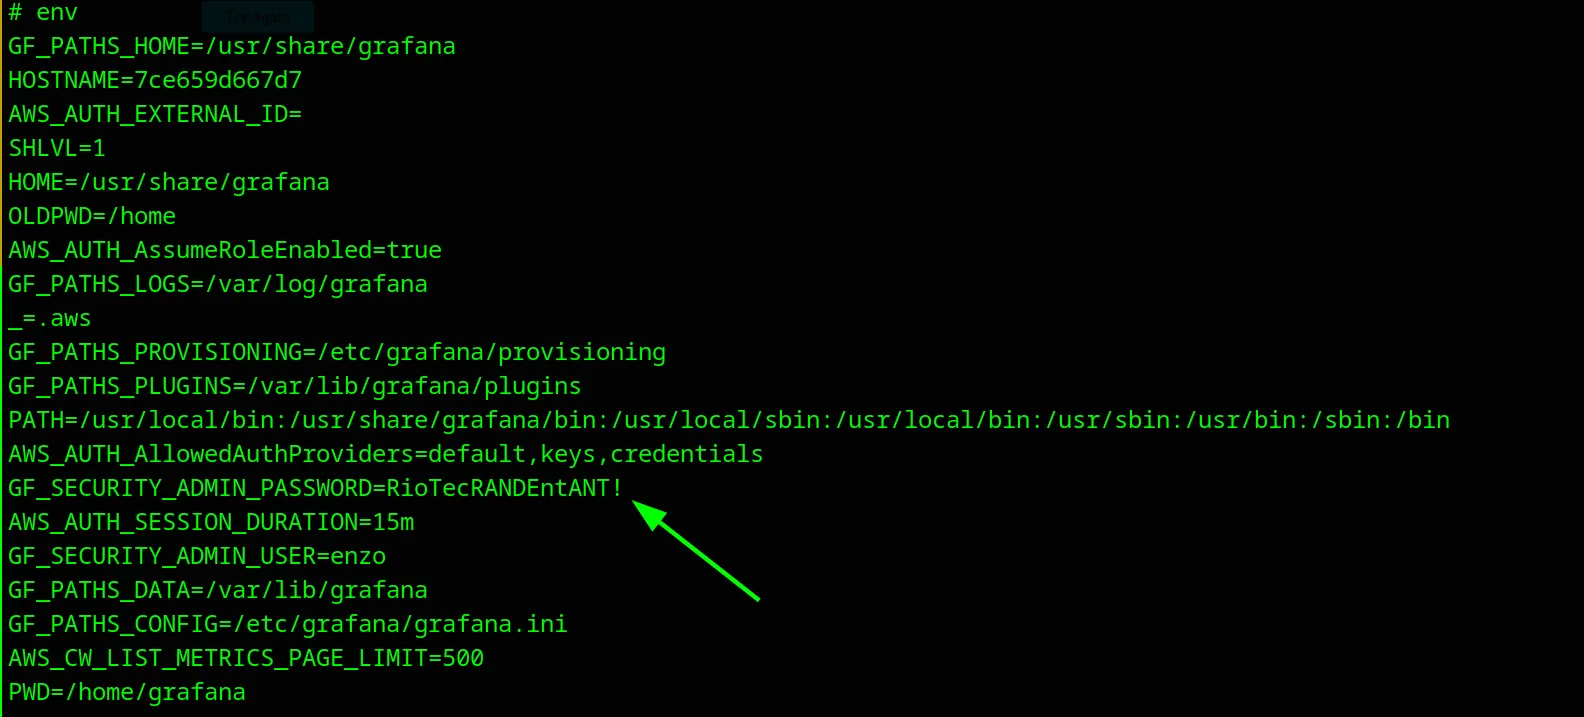 # env
Try Again
GF_PATHS_HOME=/usr/share/grafana
HOSTNAME=7ce659d667d7
AWS_AUTH_EXTERNAL_ID=
SHLVL=1
HOME=/usr/share/grafana
OLDPWD=/home
AWS_AUTH_AssumeRoleEnabled=true
GF_PATHS_LOGS=/var/log/grafana
_=.aws
GF_PATHS_PROVISIONING=/etc/grafana/provisioning
GF_PATHS_PLUGINS=/var/lib/grafana/plugins
PATH=/usr/local/bin:/usr/share/grafana/bin:/usr/local/sbin:/usr/local/bin:/usr/sbin:/usr/bin:/sbin:/bin
AWS_AUTH_AllowedAuthProviders=default,keys,credentials
GF_SECURITY_ADMIN_PASSWORD=RioTecRANDEntANT!
AWS_AUTH_SESSION_DURATION=15m
GF_SECURITY_ADMIN_USER=enzo
GF_PATHS_DATA=/var/lib/grafana
GF_PATHS_CONFIG=/etc/grafana/grafana.ini
AWS_CW_LIST_METRICS_PAGE_LIMIT=500
PWD=/home/grafana